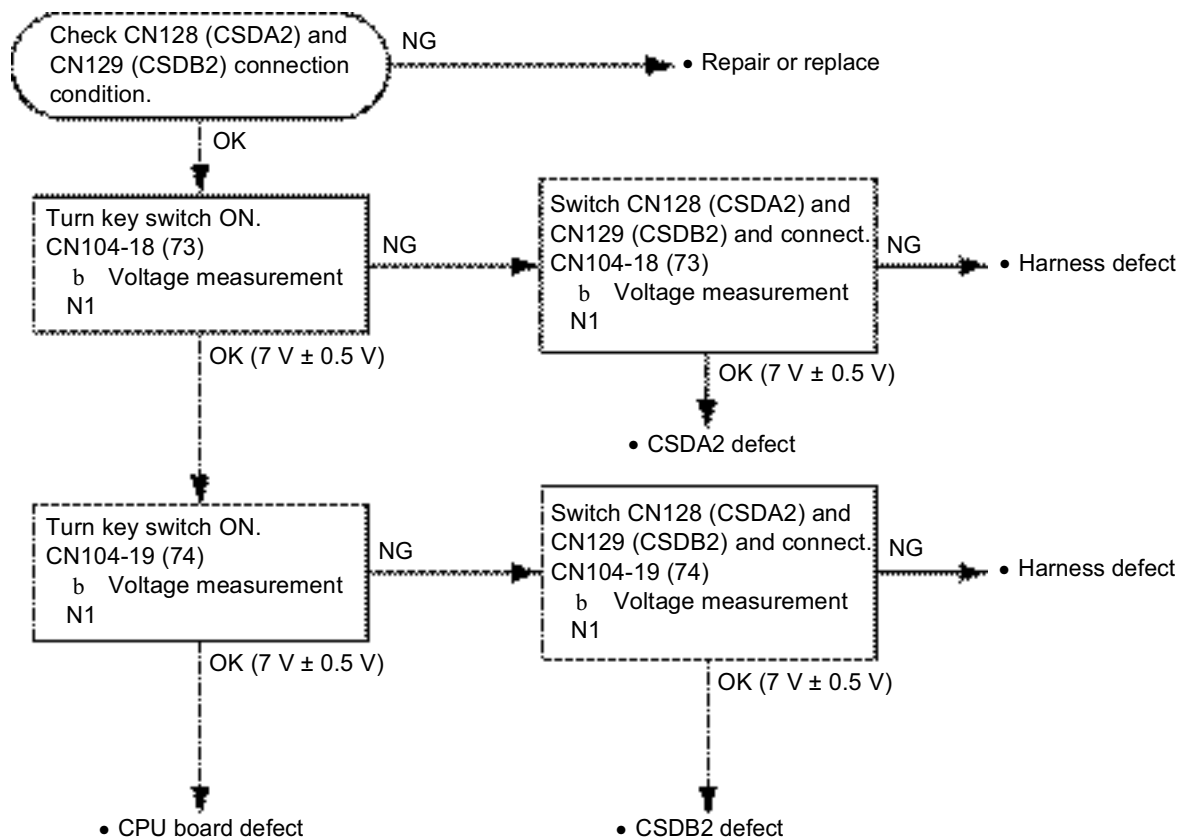 Check CN128 (CSDA2) and
CN129 (CSDB2) connection
condition.
NG
• Repair or replace
OK
Turn key switch ON.
CN104-18 (73)
b Voltage measurement
N1
NG
Switch CN128 (CSDA2) and
CN129 (CSDB2) and connect.
CN104-18 (73)
b Voltage measurement
N1
NG
• Harness defect
OK (7 V ± 0.5 V)
OK (7 V ± 0.5 V)
• CSDA2 defect
Turn key switch ON.
CN104-19 (74)
b Voltage measurement
N1
NG
Switch CN128 (CSDA2) and
CN129 (CSDB2) and connect.
CN104-19 (74)
b Voltage measurement
N1
NG
• Harness defect
OK (7 V ± 0.5 V)
OK (7 V ± 0.5 V)
• CPU board defect
• CSDB2 defect